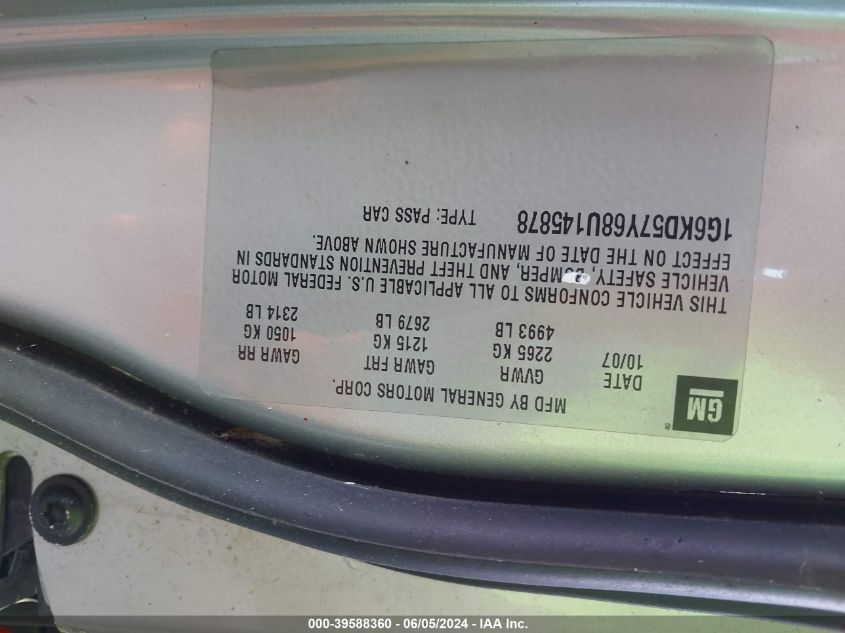 GM
®
MFD BY GENERAL MOTORS CORP.
DATE GVWR GAWR FRT GAWR RR
10/07 2265 KG 1215 KG 1050 KG
4993 LB 2679 LB 2314 LB
THIS VEHICLE CONFORMS TO ALL APPLICABLE U.S. FEDERAL MOTOR
VEHICLE SAFETY, BUMPER, AND THEFT PREVENTION STANDARDS IN
EFFECT ON THE DATE OF MANUFACTURE SHOWN ABOVE.
1G6KD57Y68U145878 TYPE: PASS CAR
000-39588360 - 06/05/2024 - IAA Inc.